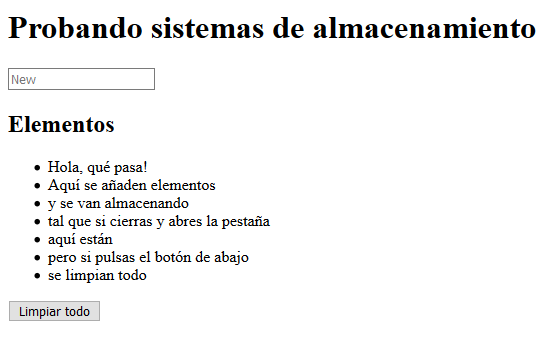 Probando sistemas de almacenamiento
New
Elementos
Hola, qué pasa!
Aquí se añaden elementos
y se van almacenando
tal que si cierras y abres la pestaña
aquí están
pero si pulsas el botón de abajo
se limpian todo
Limpiar todo